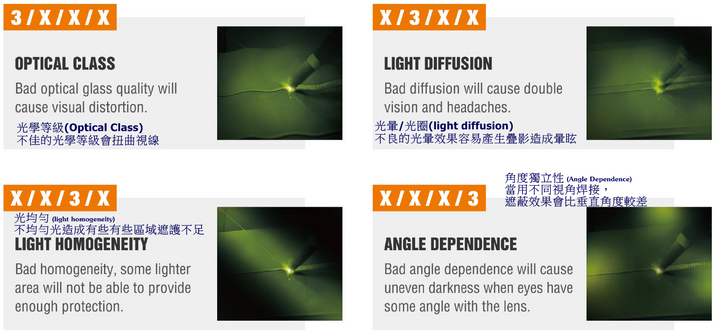 3/X/X/X
OPTICAL CLASS
Bad optical glass quality will
cause visual distortion.
光學等級(Optical Class)
不佳的光學等級會扭曲視線
X/3/X/X
LIGHT DIFFUSION
Bad diffusion will cause double
vision and headaches.
光暈/光圈(light diffusion)
不良的光暈效果容易產生疊影造成暈眩
X/X/3/X
光均勻 (light homogeneity)
不均勻光造成有些有些區域遮護不足
LIGHT HOMOGENEITY
Bad homogeneity, some lighter
area will not be able to provide
enough protection.
X/X/X/3
角度獨立性 (Angle Dependence)
當用不同視角焊接，
遮蔽效果會比垂直角度較差
ANGLE DEPENDENCE
Bad angle dependence will cause
uneven darkness when eyes have
some angle with the lens.